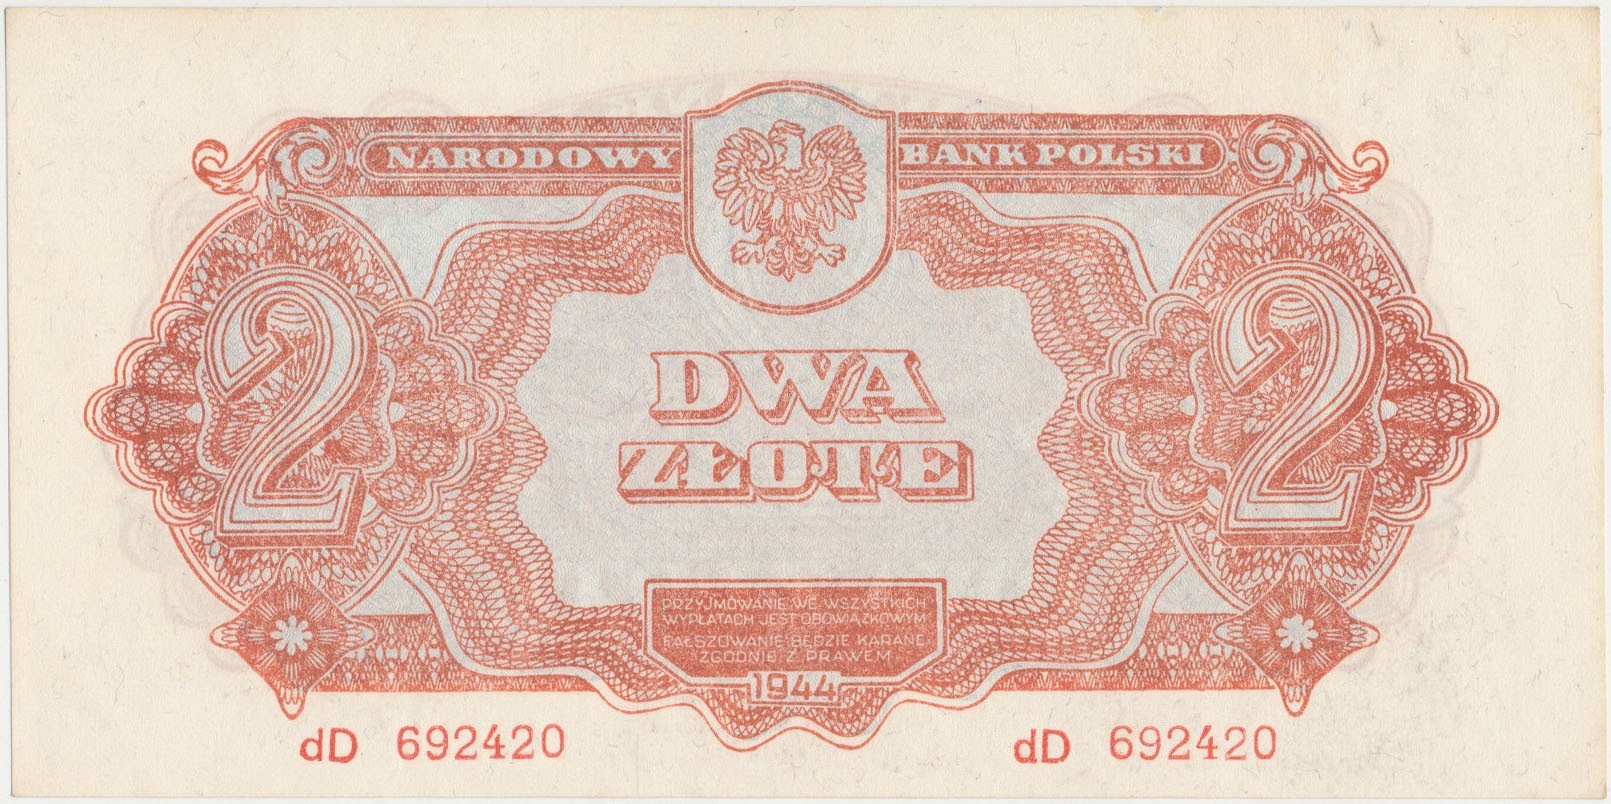 NARODOWY BANK POLSKI
2 2
DWA
ZŁOTE
PRZYJMOWANIE WE WSZYSTKICH
WYPŁATACH JEST OBOWIĄZKOWYM
FAŁSZOWANIE BĘDZIE KARANE
ZGODNIE Z PRAWEM
1944
dD 692420 dD 692420